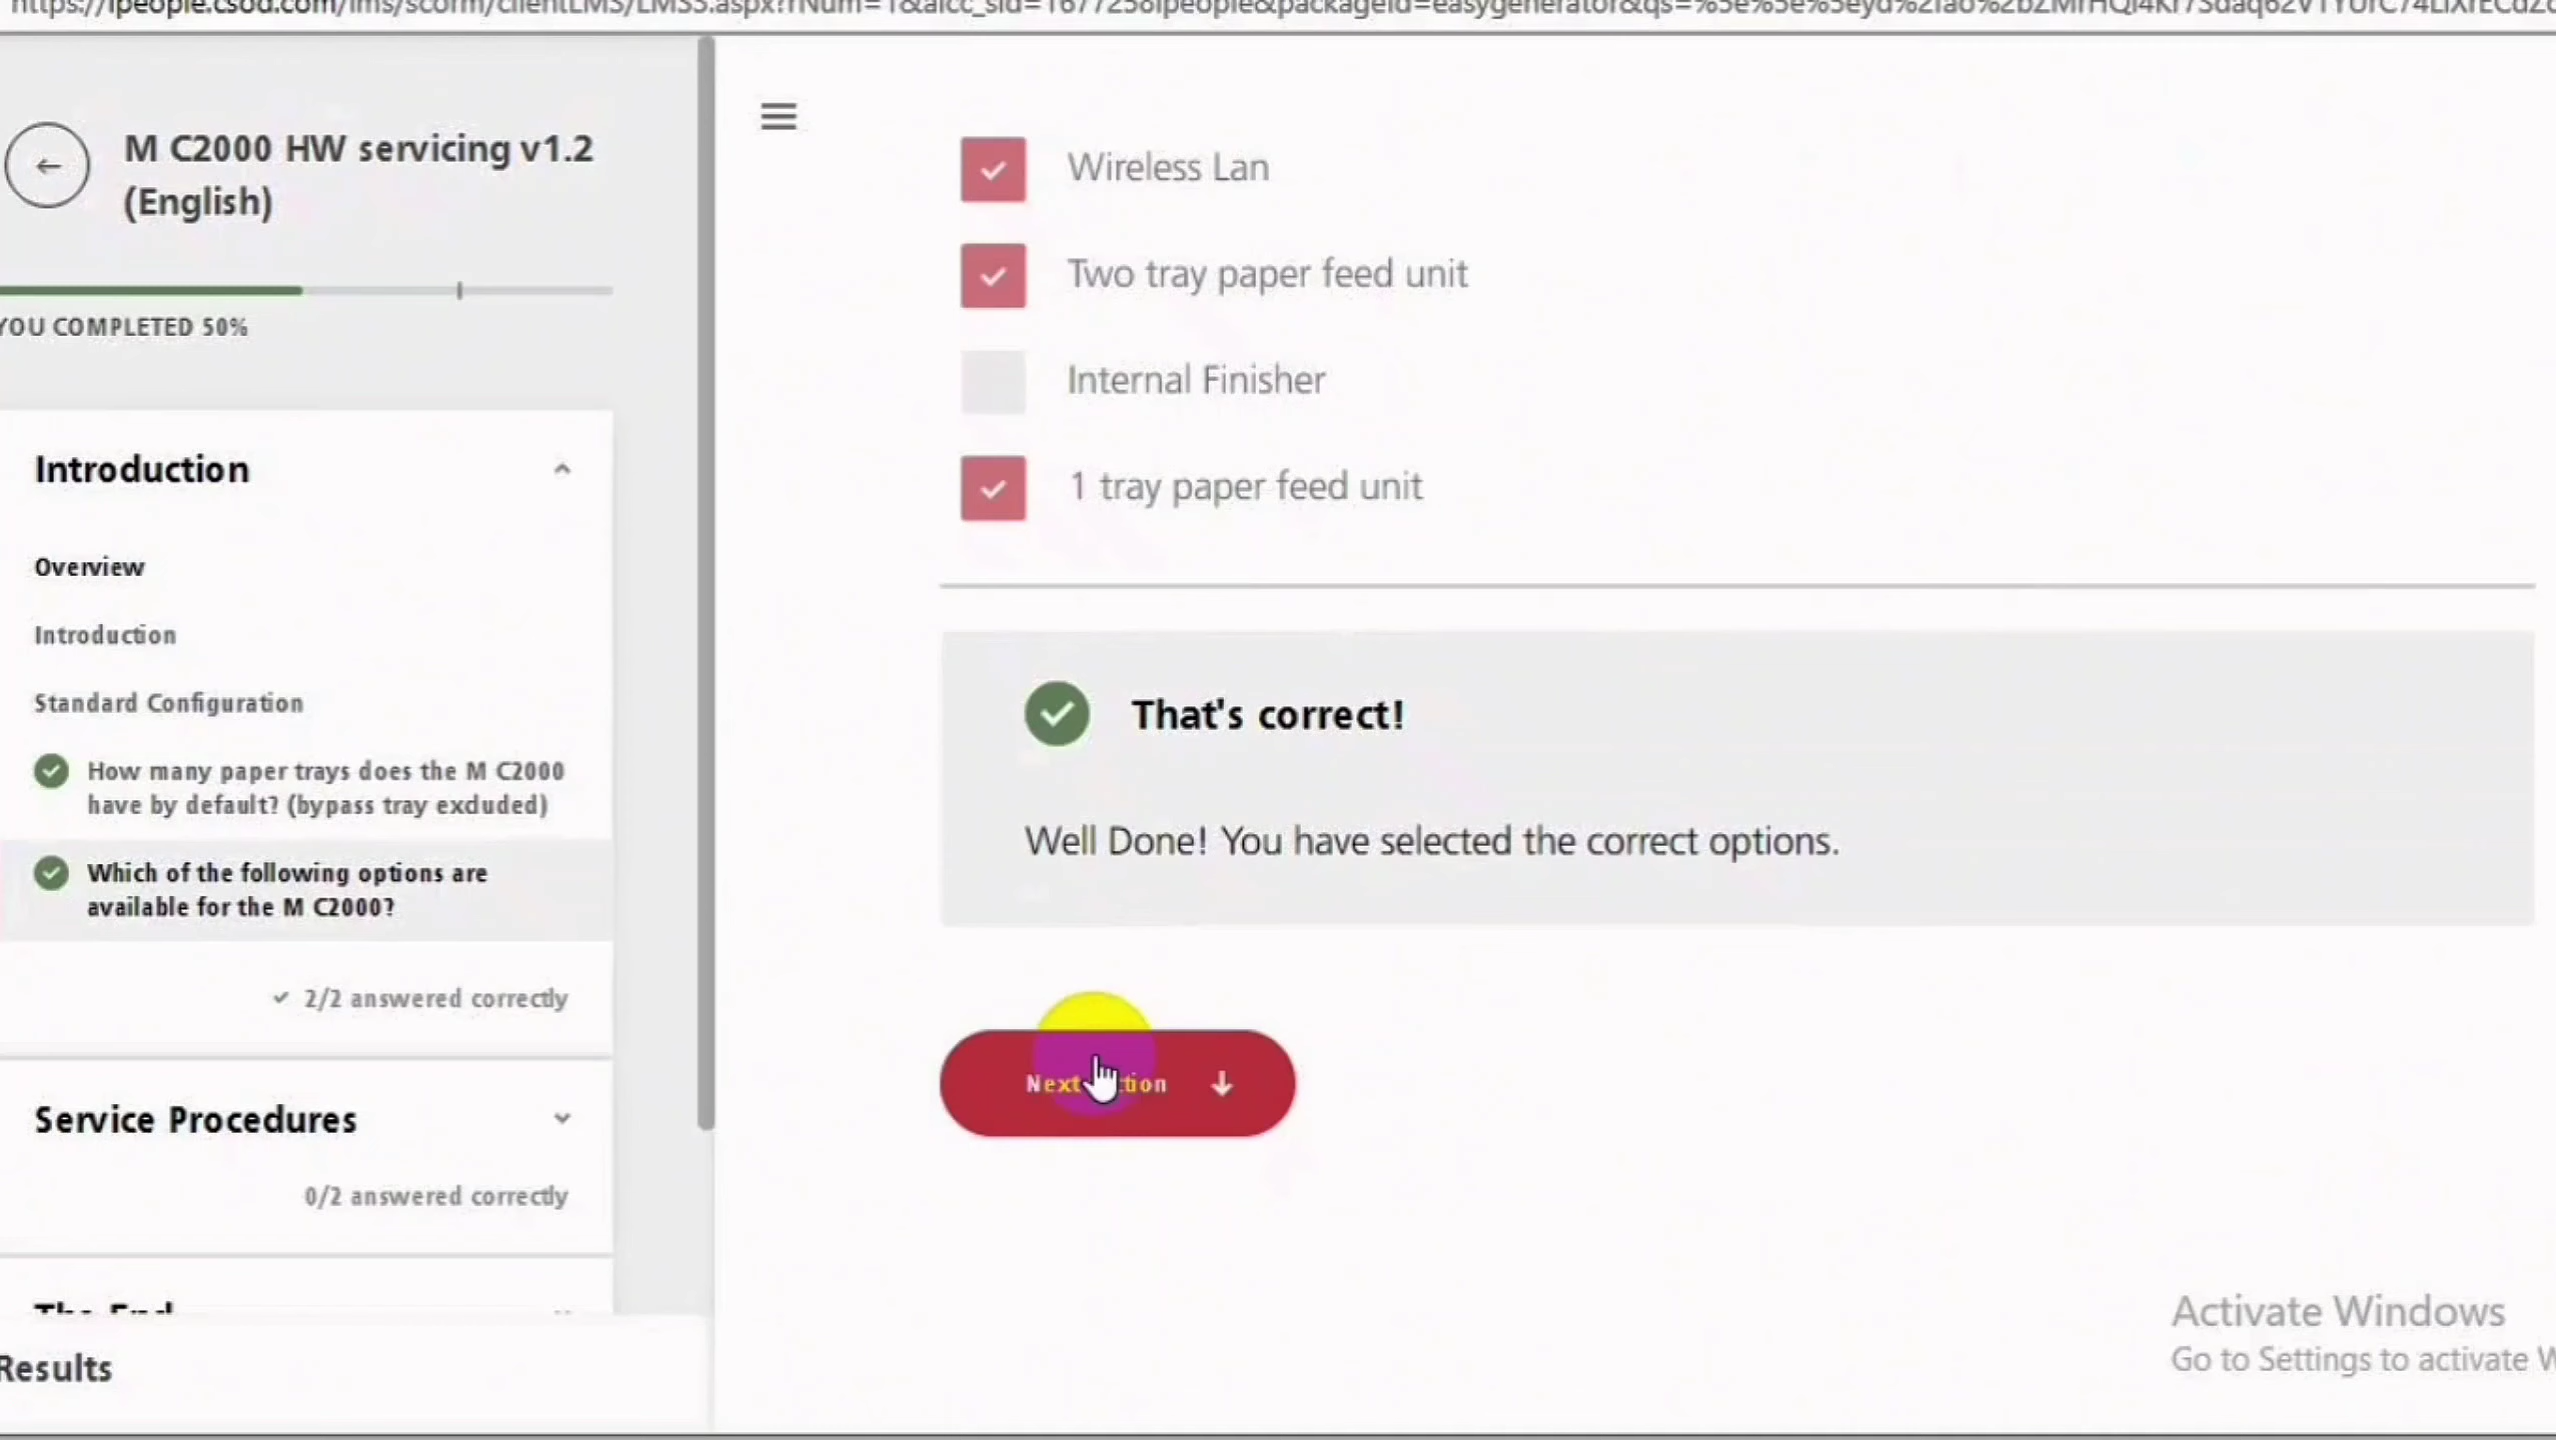 M C2000 HW servicing v1.2
(English)
YOU COMPLETED 50%
Introduction
Overview
Introduction
Standard Configuration
How many paper trays does the M C2000
have by default? (bypass tray excluded)
Which of the following options are
available for the M C2000?
2/2 answered correctly
Service Procedures
0/2 answered correctly
The End
Results
Wireless Lan
Two tray paper feed unit
Internal Finisher
1 tray paper feed unit
That's correct!
Well Done! You have selected the correct options.
Next
Activate Windows
Go to Settings to activate W